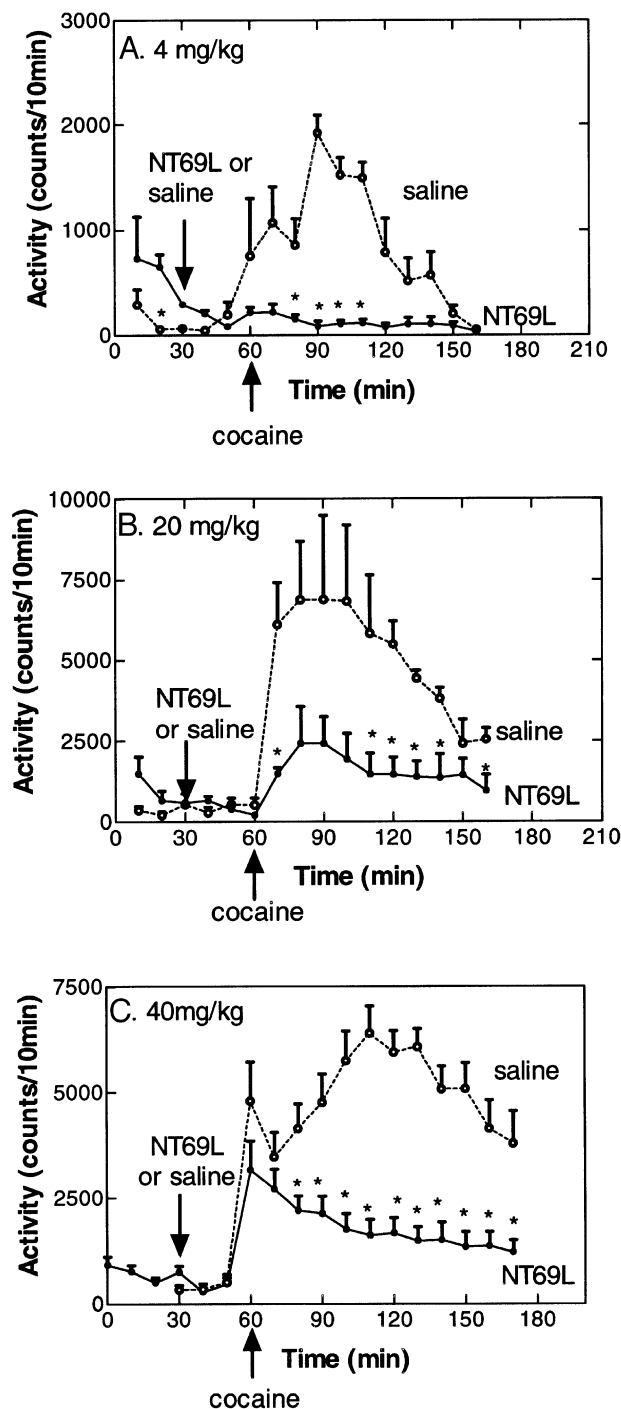 A. 4 mg/kg
3000
2000
1000
0
Activity (counts/10min)
NT69L or
saline
saline
* * * * *
NT69L
0 30 60 90 120 150 180 210
Time (min)
cocaine
B. 20 mg/kg
10000
7500
5000
2500
0
Activity (counts/10min)
NT69L
or saline
saline
* * * * * *
NT69L
0 30 60 90 120 150 180 210
Time (min)
cocaine
C. 40mg/kg
7500
5000
2500
0
Activity (counts/10min)
saline
NT69L
or saline
* * * * * * * * * *
NT69L
0 30 60 90 120 150 180
Time (min)
cocaine